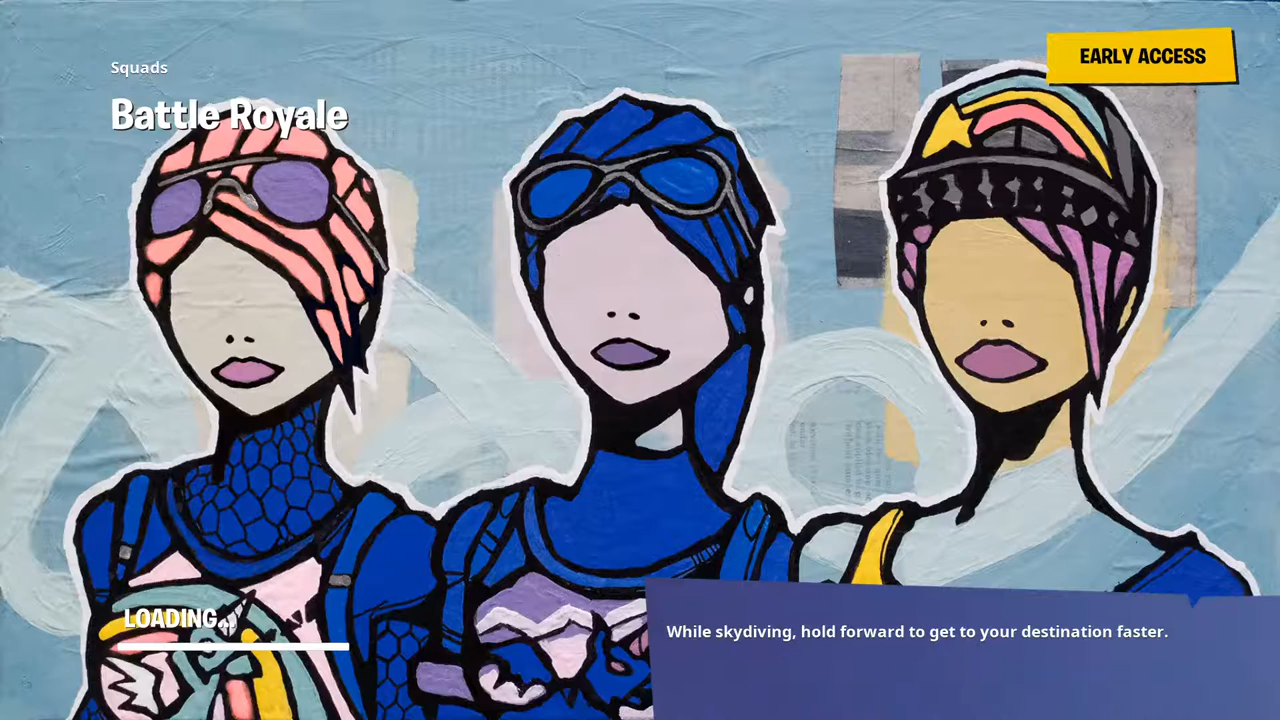 Squads
EARLY ACCESS
Battle Royale
LOADING...
While skydiving, hold forward to get to your destination faster.